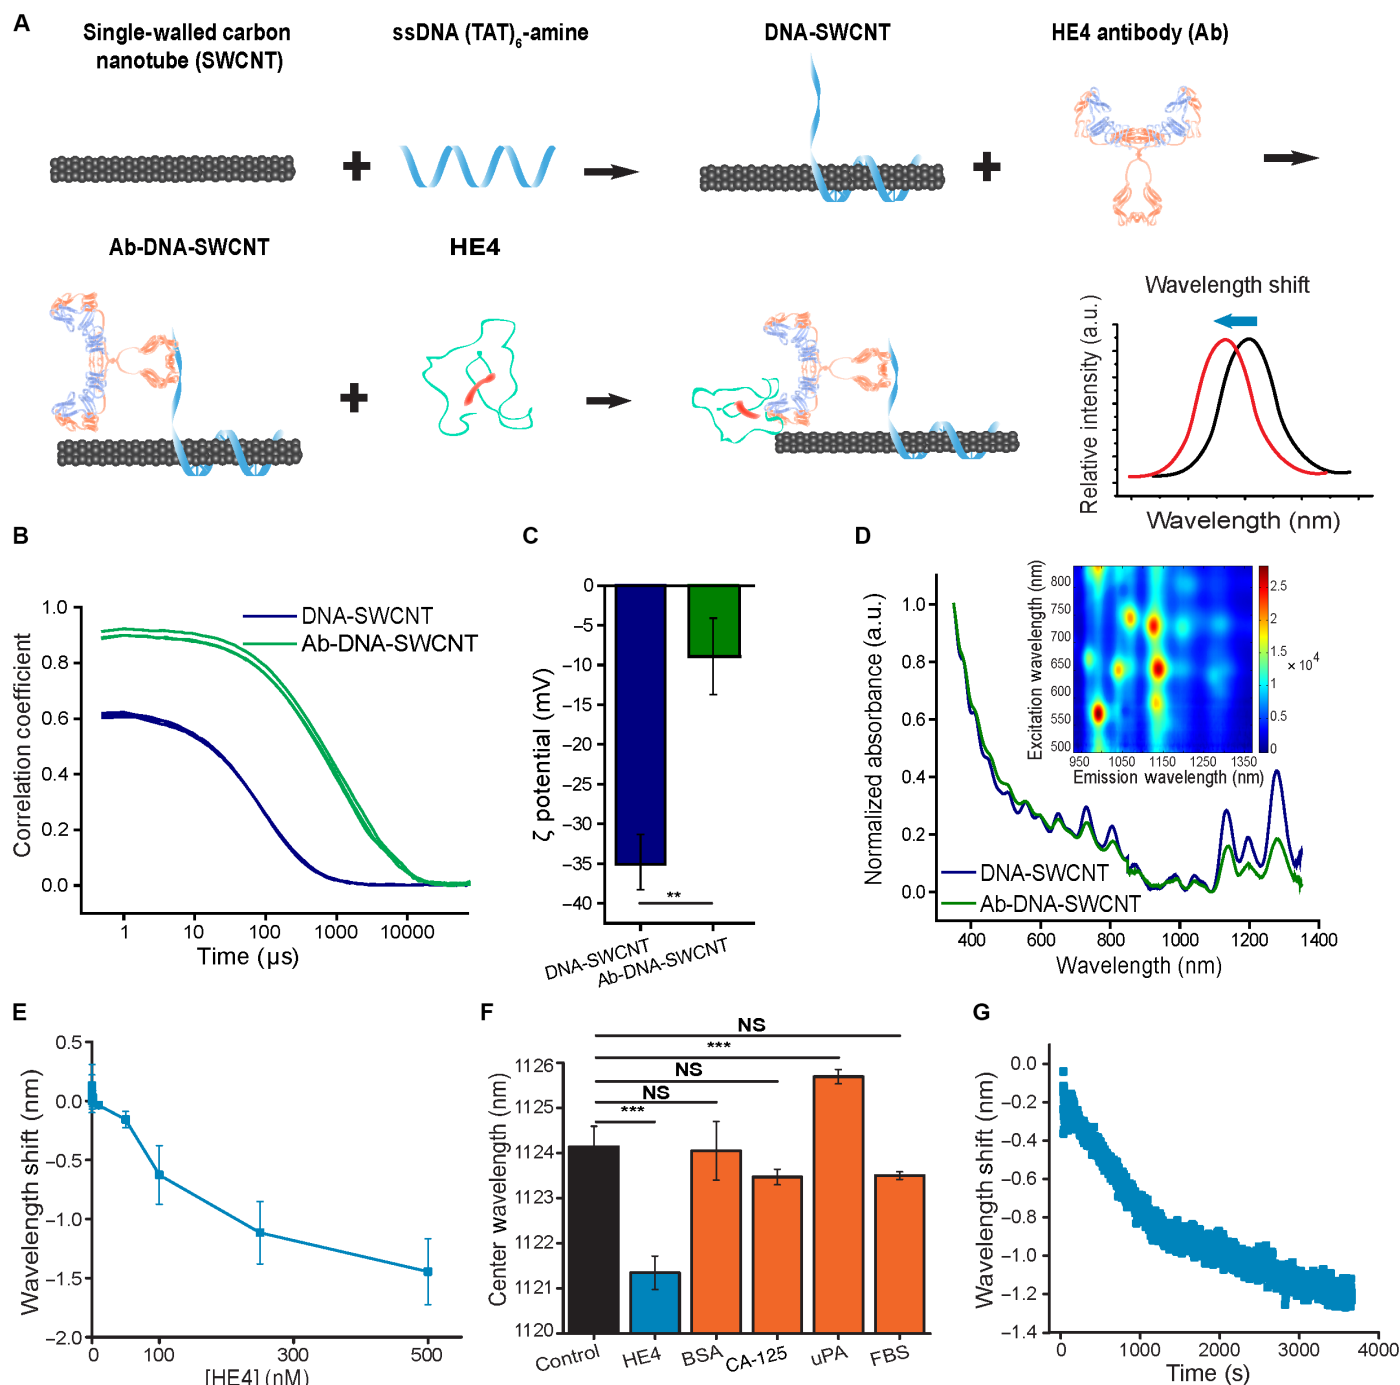 A
Single-walled carbon
nanotube (SWCNT)
ssDNA (TAT)6-amine
DNA-SWCNT
HE4 antibody (Ab)
Ab-DNA-SWCNT
HE4
Wavelength shift
Relative intensity (a.u.)
Wavelength (nm)
B
Correlation coefficient
1.0
0.8
0.6
0.4
0.2
0.0
DNA-SWCNT
Ab-DNA-SWCNT
1 10 100 1000 10000
Time (µs)
C
ζ potential (mV)
0
−5
−10
−15
−20
−25
−30
−35
−40
**
DNA-SWCNT
Ab-DNA-SWCNT
D
Normalized absorbance (a.u.)
1.0
0.8
0.6
0.4
0.2
0.0
DNA-SWCNT
Ab-DNA-SWCNT
400 600 800 1000 1200 1400
Wavelength (nm)
Excitation wavelength (nm)
800
750
700
650
600
550
500
950 1050 1150 1250 1350
Emission wavelength (nm)
2.5
2
1.5
1
0.5
0
× 10^4
E
Wavelength shift (nm)
0.5
0.0
−0.5
−1.0
−1.5
−2.0
0 100 300 500
[HE4] (nM)
F
Center wavelength (nm)
1126
1125
1124
1123
1122
1121
1120
NS
***
NS
NS
***
Control HE4 BSA CA-125 uPA FBS
G
Wavelength shift (nm)
0.0
−0.2
−0.4
−0.6
−0.8
−1.0
−1.2
−1.4
0 1000 2000 3000 4000
Time (s)